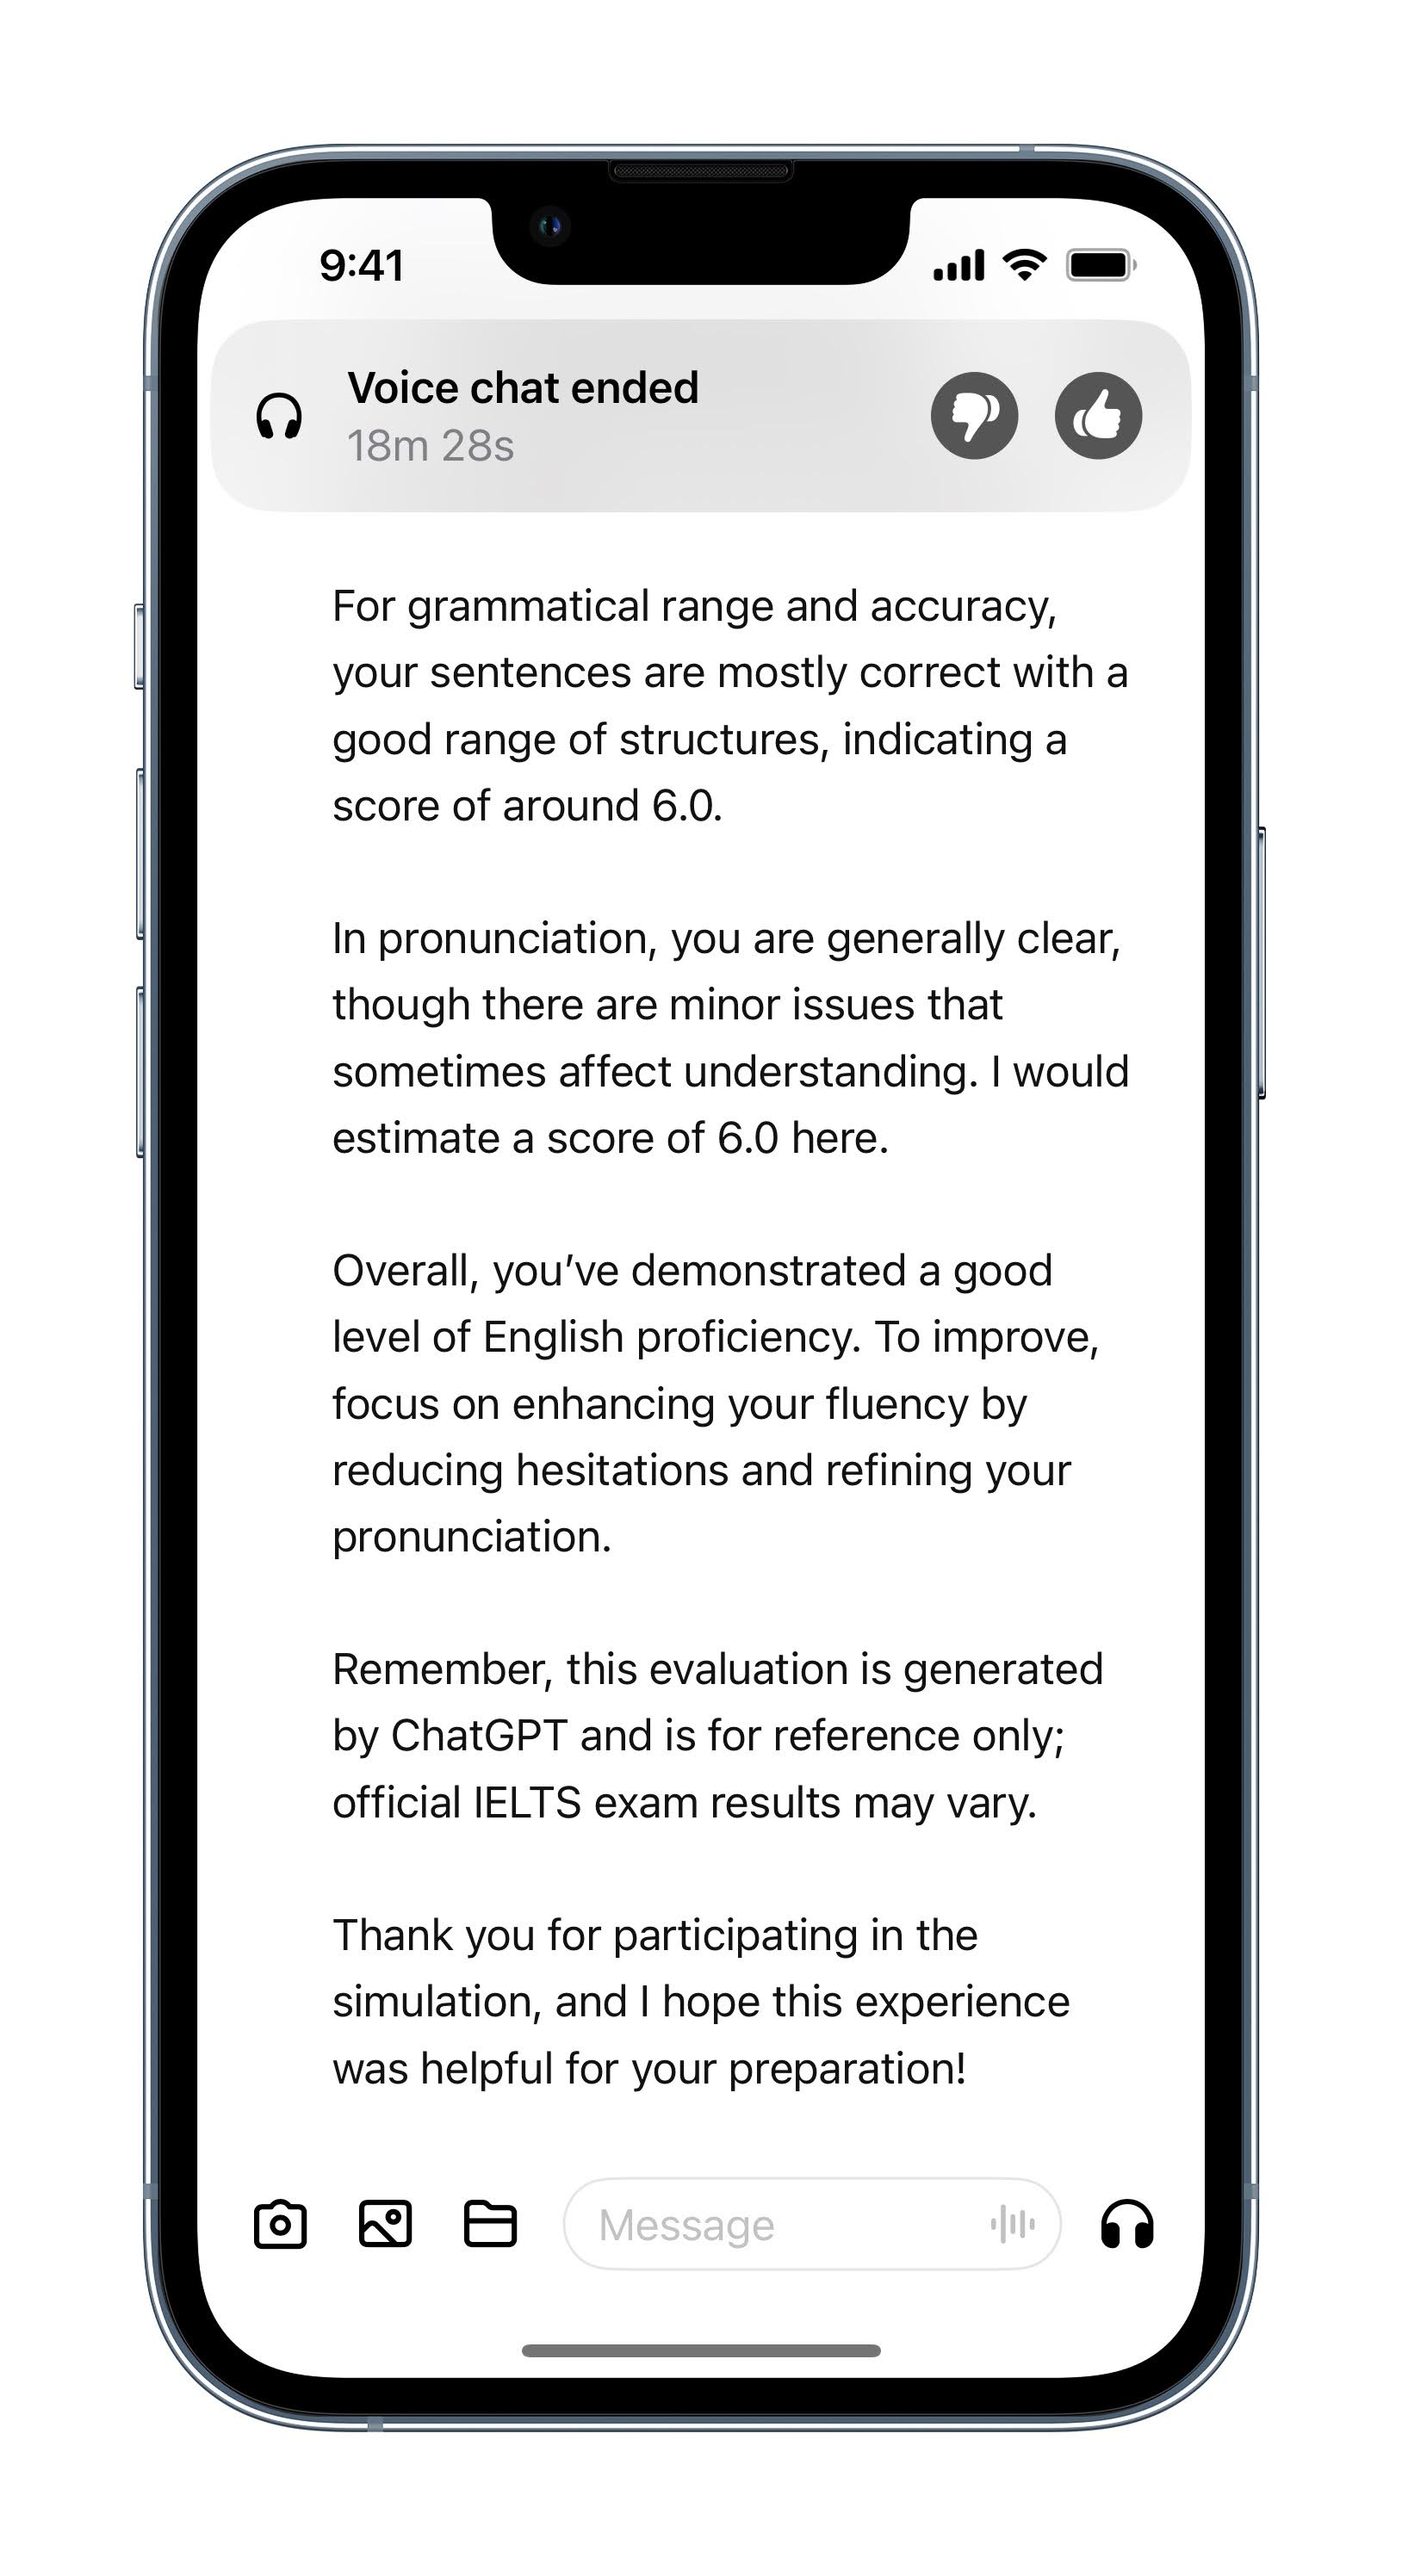 9:41
Voice chat ended
18m 28s
For grammatical range and accuracy,
your sentences are mostly correct with a
good range of structures, indicating a
score of around 6.0.
In pronunciation, you are generally clear,
though there are minor issues that
sometimes affect understanding. I would
estimate a score of 6.0 here.
Overall, you’ve demonstrated a good
level of English proficiency. To improve,
focus on enhancing your fluency by
reducing hesitations and refining your
pronunciation.
Remember, this evaluation is generated
by ChatGPT and is for reference only;
official IELTS exam results may vary.
Thank you for participating in the
simulation, and I hope this experience
was helpful for your preparation!
Message